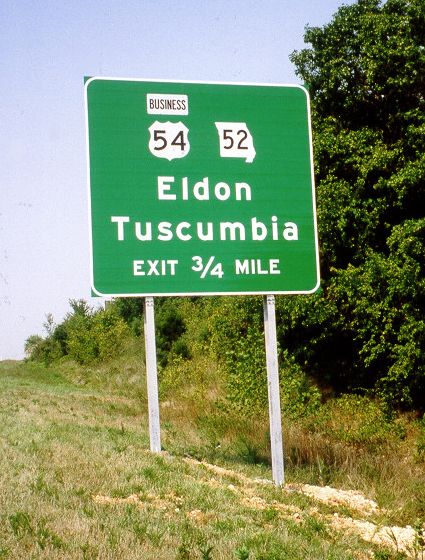 BUSINESS
54 52
Eldon
Tuscumbia
EXIT 3/4 MILE